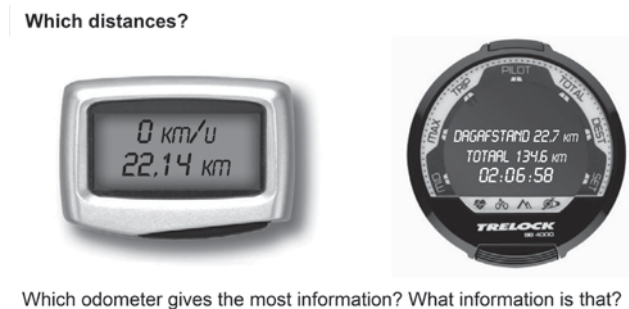 Which distances?
0 KM/U
22,14 KM
PILOT
TRIP
TOTAL
MAX
DEST
DAGAFSTAND 22.7 KM
TOTAAL 134.6 KM
02:06:58
SET
TRELOCK
Which odometer gives the most information? What information is that?